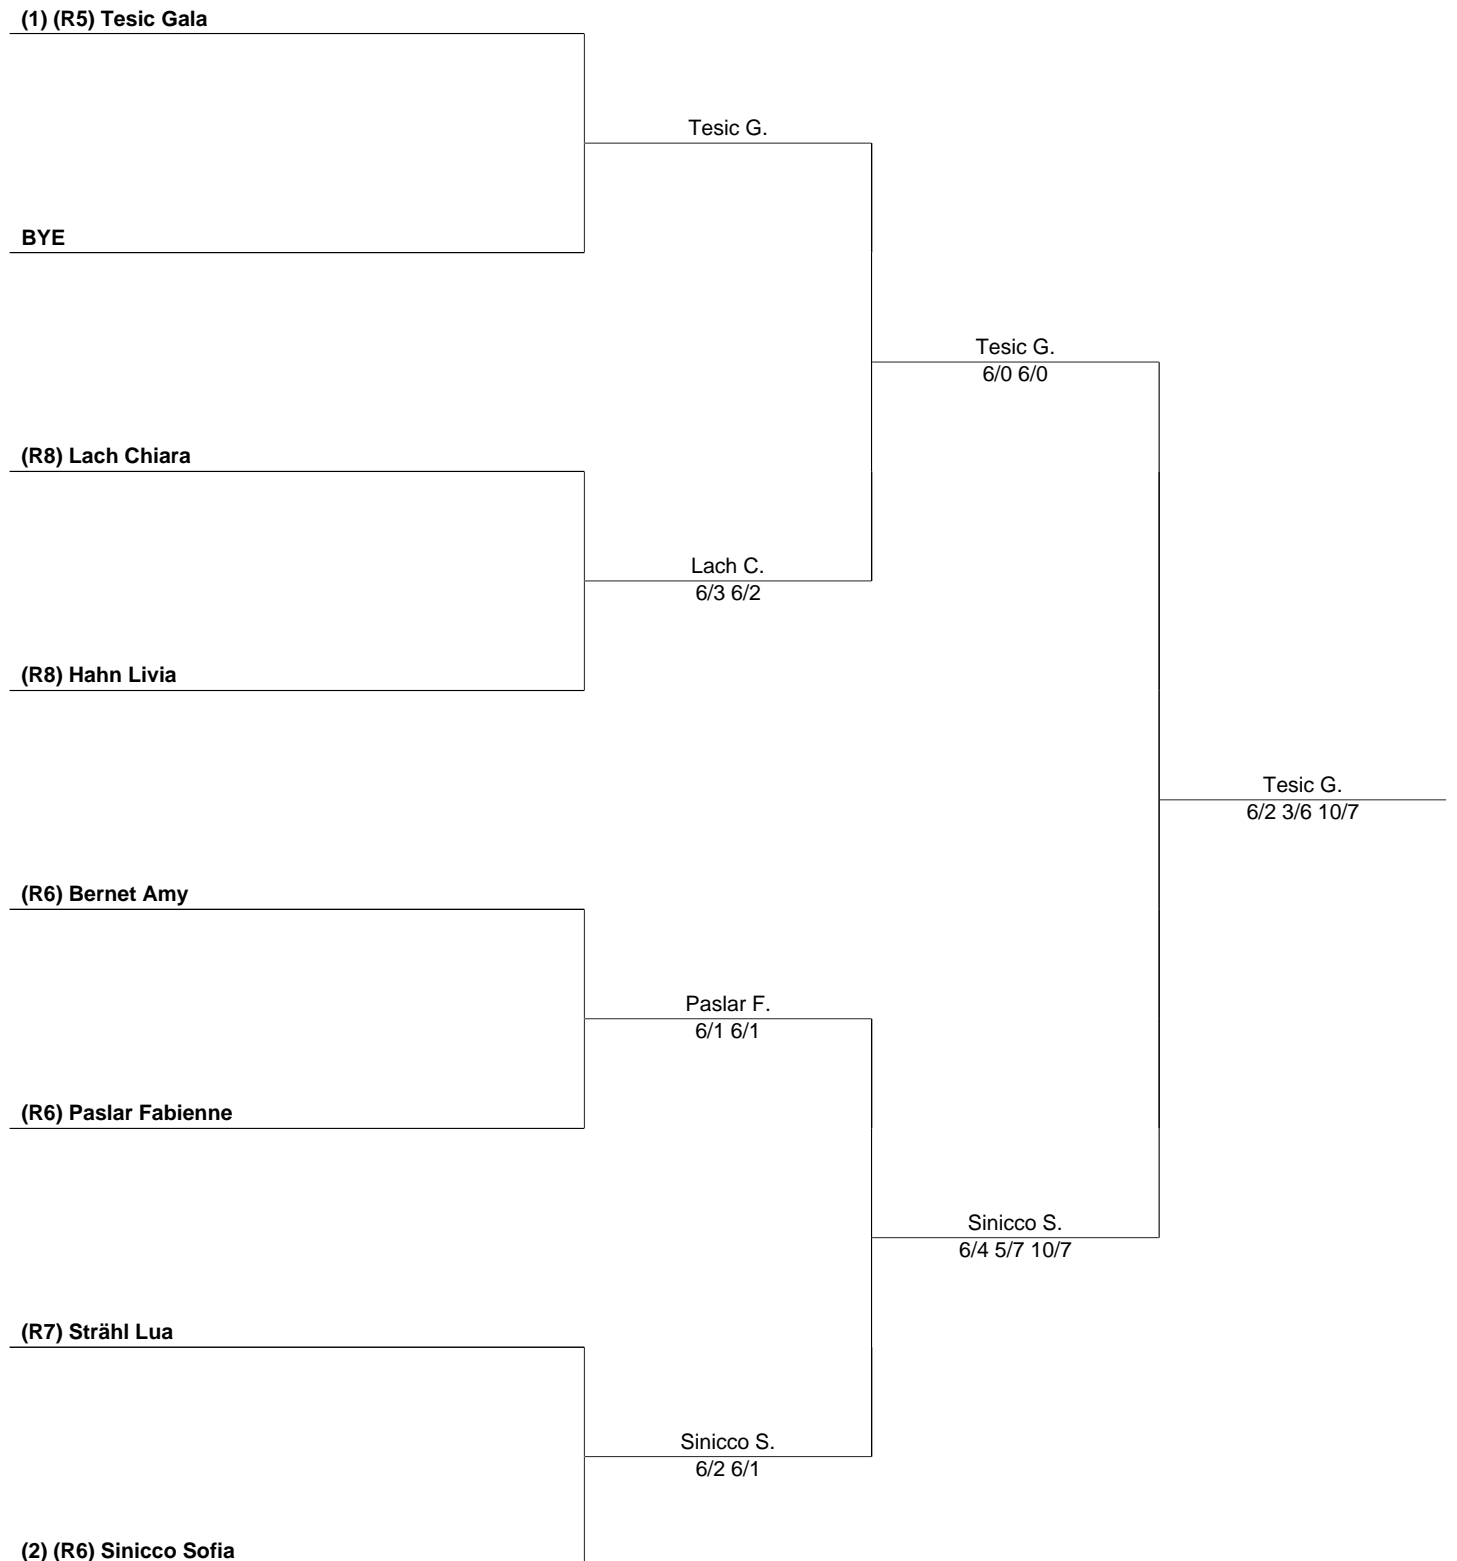 (1) (R5) Tesic Gala
Tesic G.
BYE
Tesic G.
6/0 6/0
(R8) Lach Chiara
Lach C.
6/3 6/2
(R8) Hahn Livia
Tesic G.
6/2 3/6 10/7
(R6) Bernet Amy
Paslar F.
6/1 6/1
(R6) Paslar Fabienne
Sinicco S.
6/4 5/7 10/7
(R7) Strähl Lua
Sinicco S.
6/2 6/1
(2) (R6) Sinicco Sofia